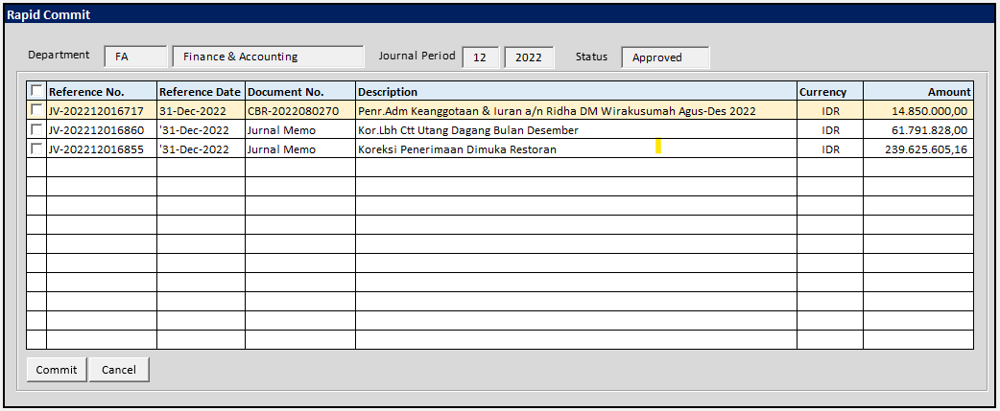 Rapid Commit
Department FA Finance & Accounting Journal Period 12 2022 Status Approved
Reference No. Reference Date Document No. Description Currency Amount
JV-202212016717 31-Dec-2022 CBR-2022080270 Penr.Adm Keanggotaan & Iuran a/n Ridha DM Wirakusumah Agus-Des 2022 IDR 14.850.000,00
JV-202212016860 '31-Dec-2022 Jurnal Memo Kor.Lbh Ctt Utang Dagang Bulan Desember IDR 61.791.828,00
JV-202212016855 '31-Dec-2022 Jurnal Memo Koreksi Penerimaan Dimuka Restoran IDR 239.625.605,16
Commit Cancel